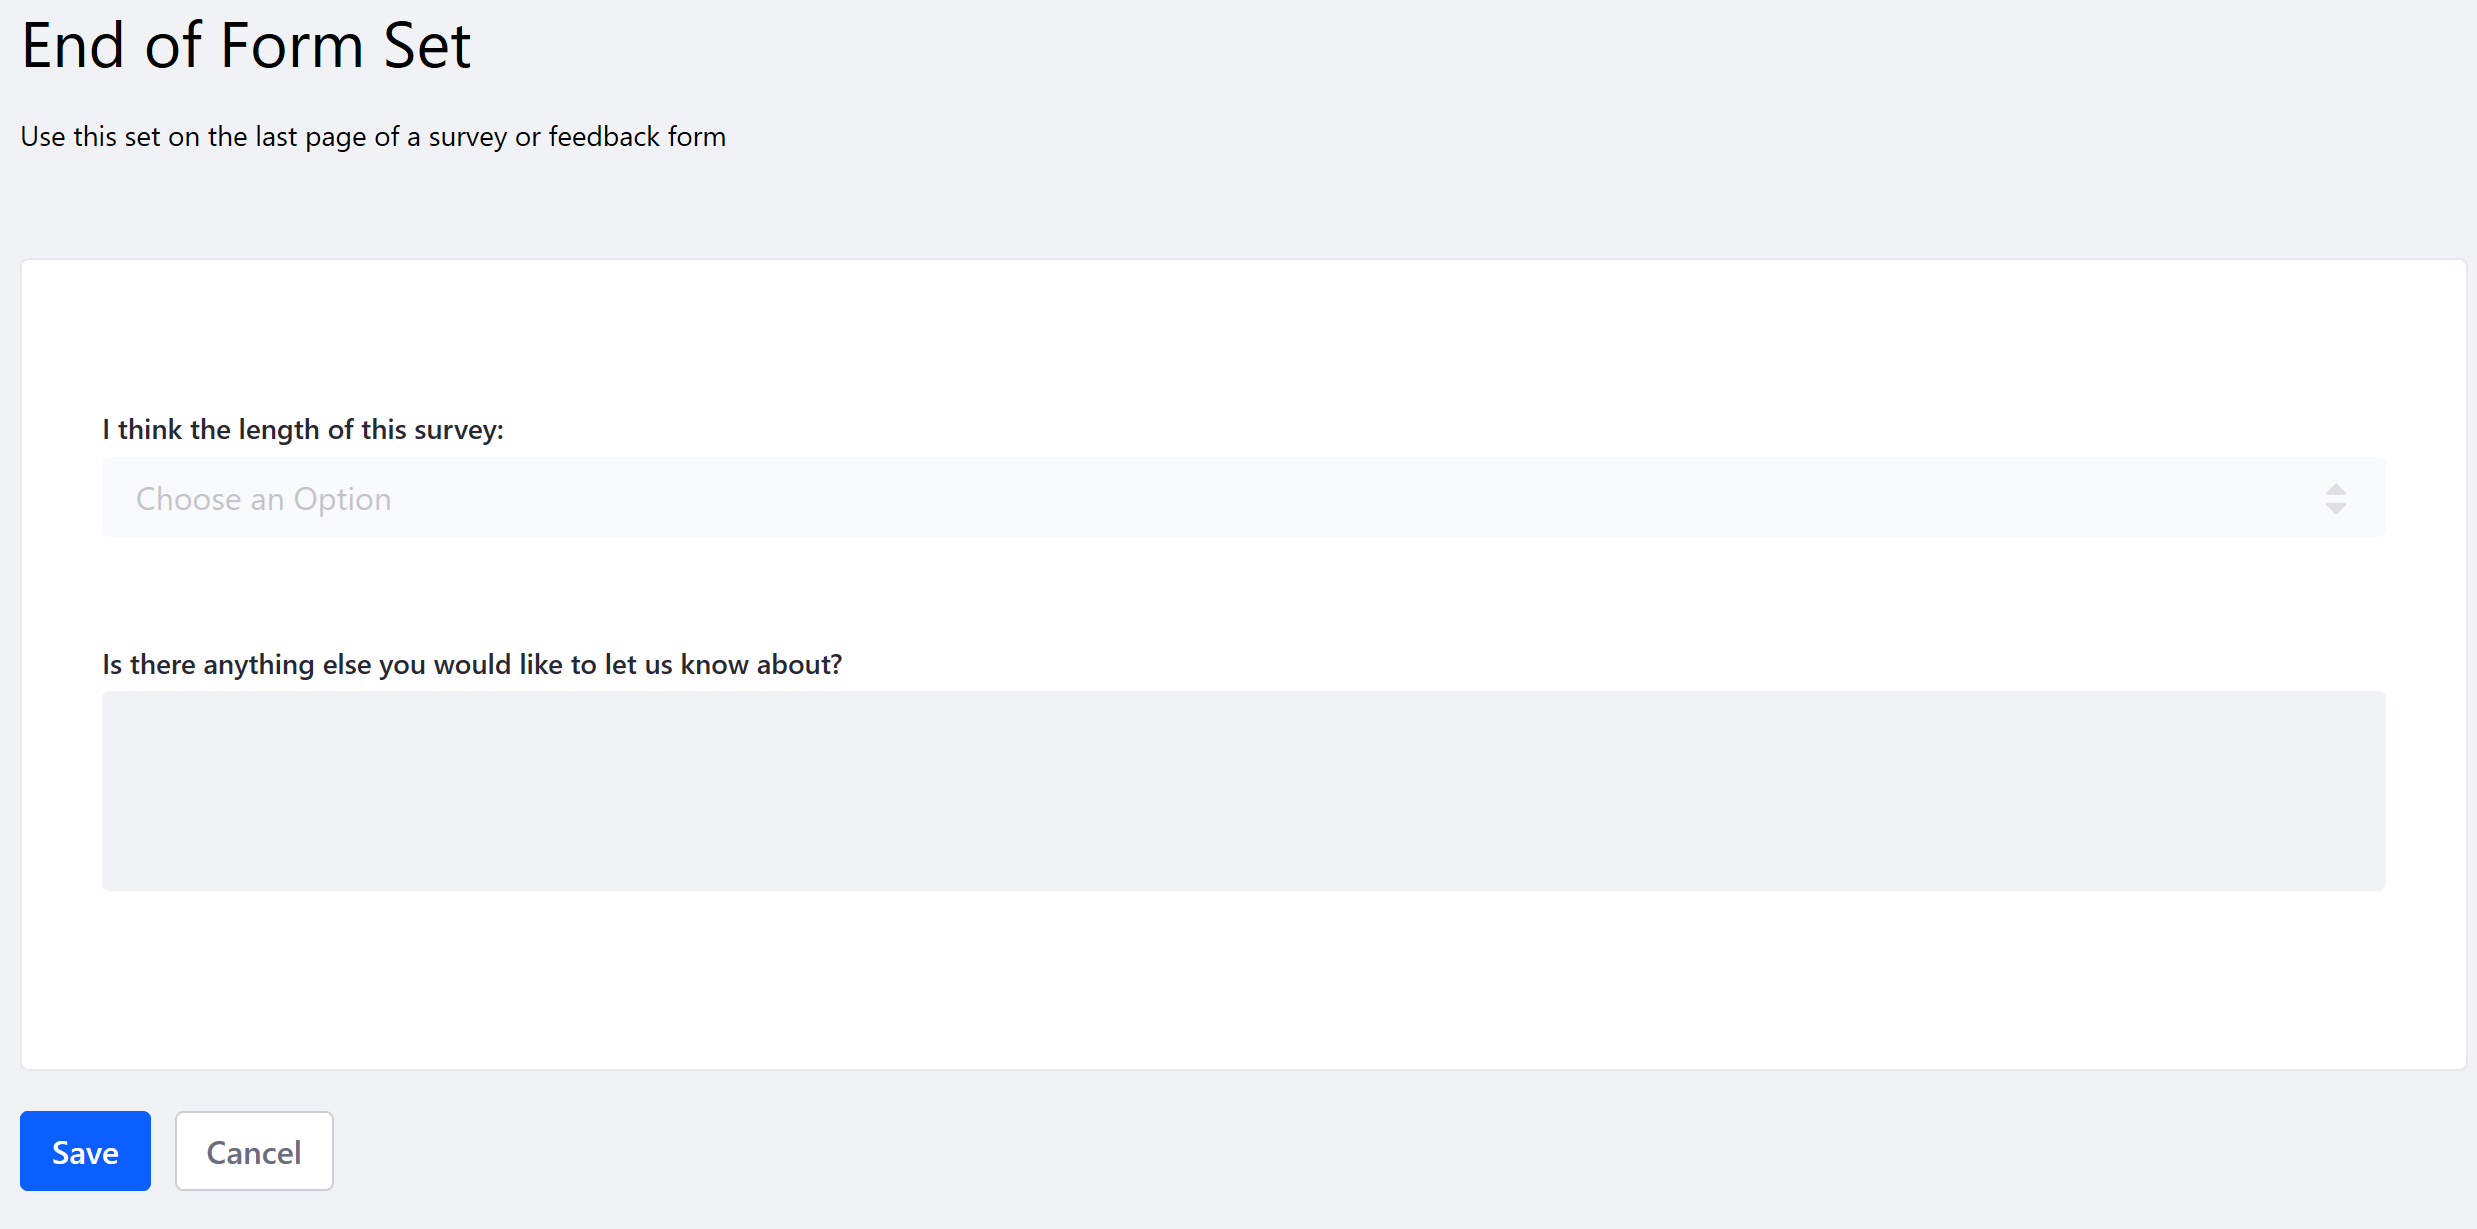 End of Form Set
Use this set on the last page of a survey or feedback form
I think the length of this survey:
Choose an Option
Is there anything else you would like to let us know about?
Save
Cancel